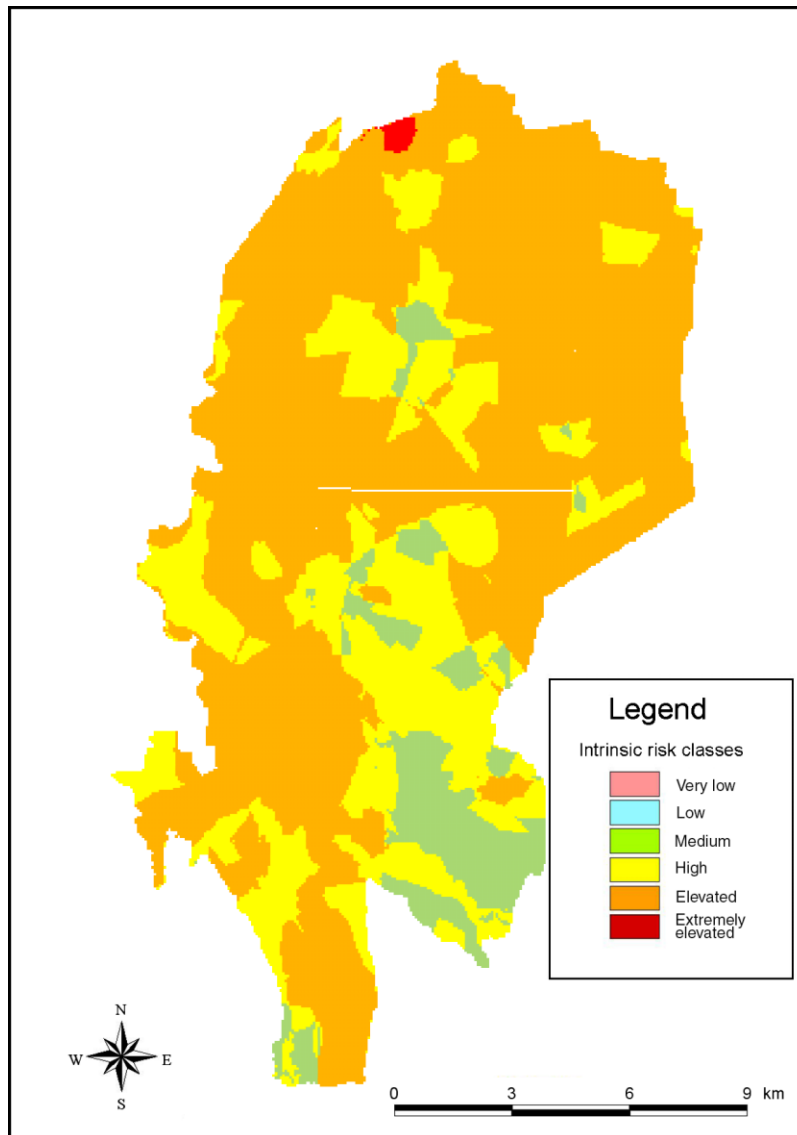 Legend
Intrinsic risk classes
Very low
Low
Medium
High
Elevated
Extremely
elevated
N
W E
S
0 3 6 9 km